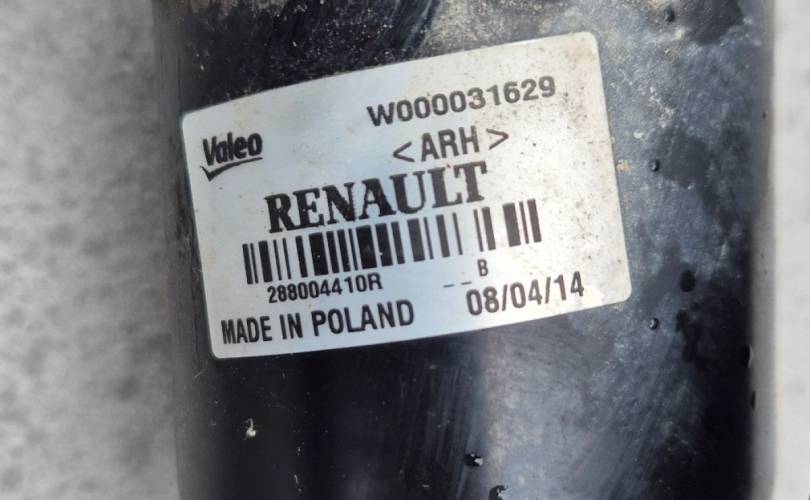 W000031629
Valeo <ARH>
RENAULT
288004410R _ _ B
MADE IN POLAND 08/04/14